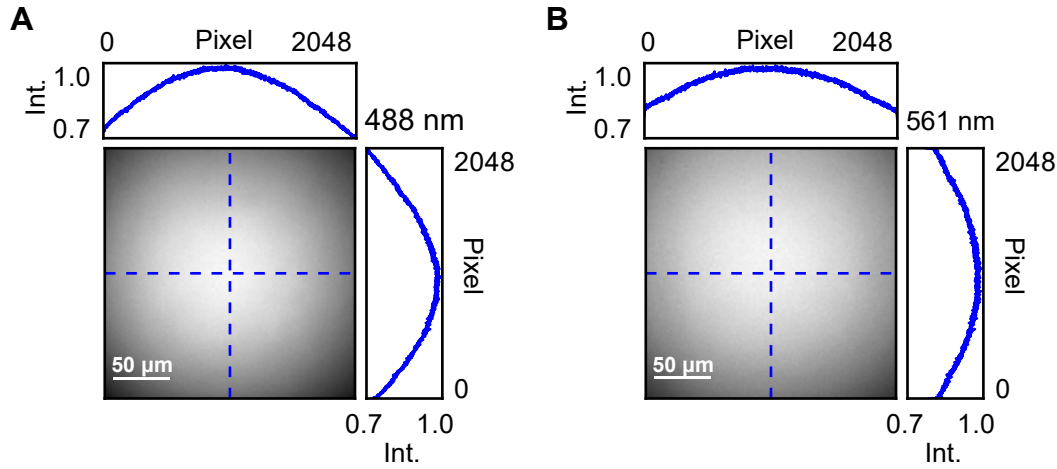 A
0 Pixel 2048
Int.
1.0
0.7
488 nm
2048
Pixel
0
50 µm
0.7 1.0
Int.
B
0 Pixel 2048
Int.
1.0
0.7
561 nm
2048
Pixel
0
50 µm
0.7 1.0
Int.